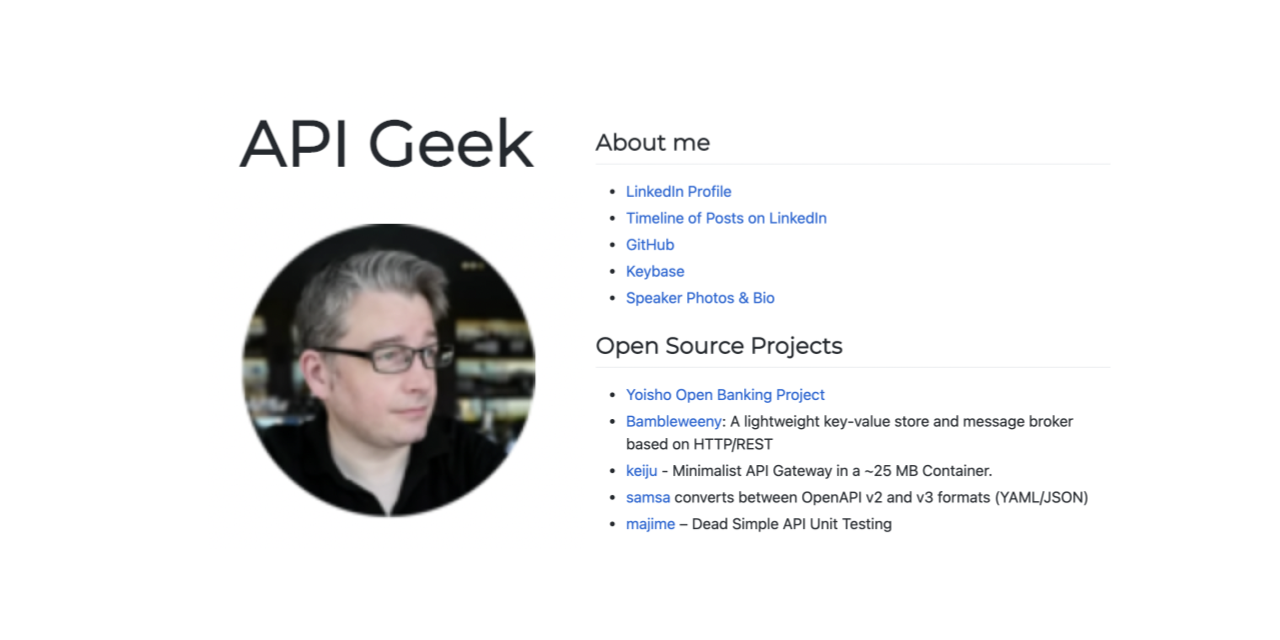 API Geek
About me
LinkedIn Profile
Timeline of Posts on LinkedIn
GitHub
Keybase
Speaker Photos & Bio
Open Source Projects
Yoisho Open Banking Project
Bambleweeny: A lightweight key-value store and message broker
based on HTTP/REST
keiju - Minimalist API Gateway in a ~25 MB Container.
samsa converts between OpenAPI v2 and v3 formats (YAML/JSON)
majime – Dead Simple API Unit Testing